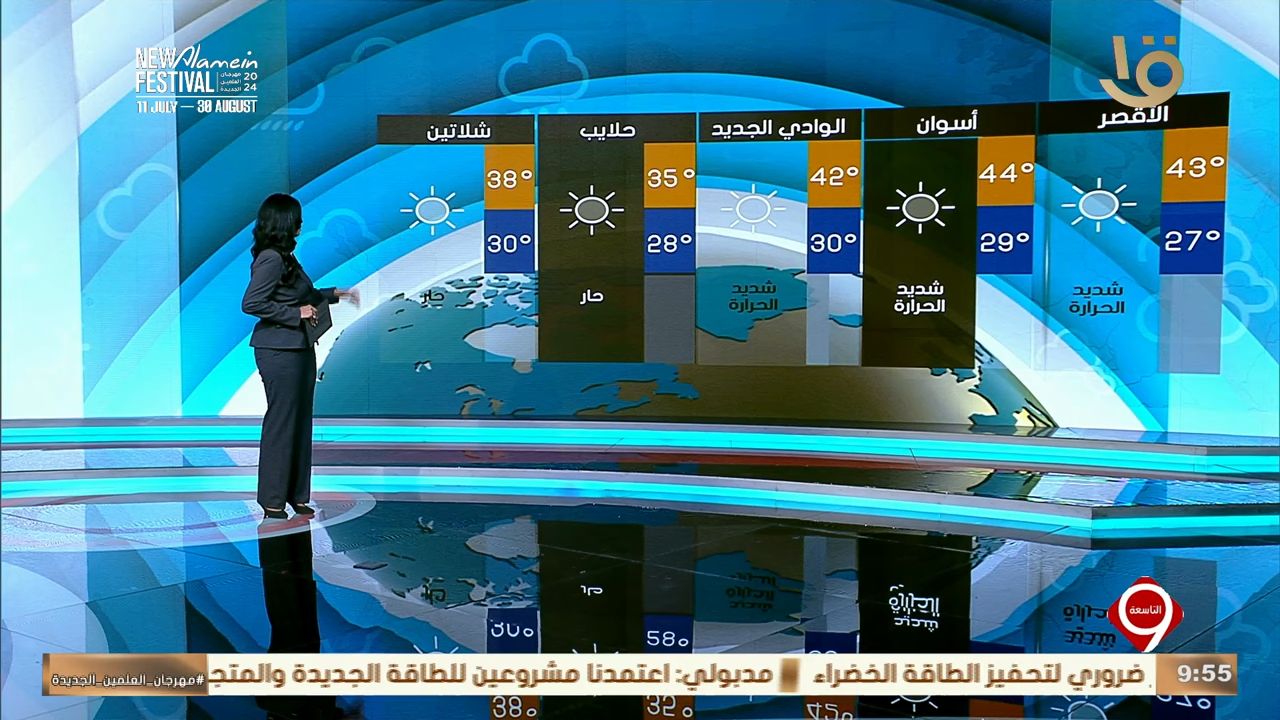 NEW Alamein
FESTIVAL
مهرجان
العلمين
الجديدة
20
24
11 JULY — 30 AUGUST
الأقصر
43°
27°
شديد
الحرارة
أسوان
44°
29°
شديد
الحرارة
الوادي الجديد
42°
30°
شديد
الحرارة
حلايب
35°
28°
حار
شلاتين
38°
30°
حار
التاسعة
9
9:55
ضروري لتحفيز الطاقة الخضراء
مدبولي: اعتمدنا مشروعين للطاقة الجديدة والمتج
#مهرجان_العلمين_الجديدة